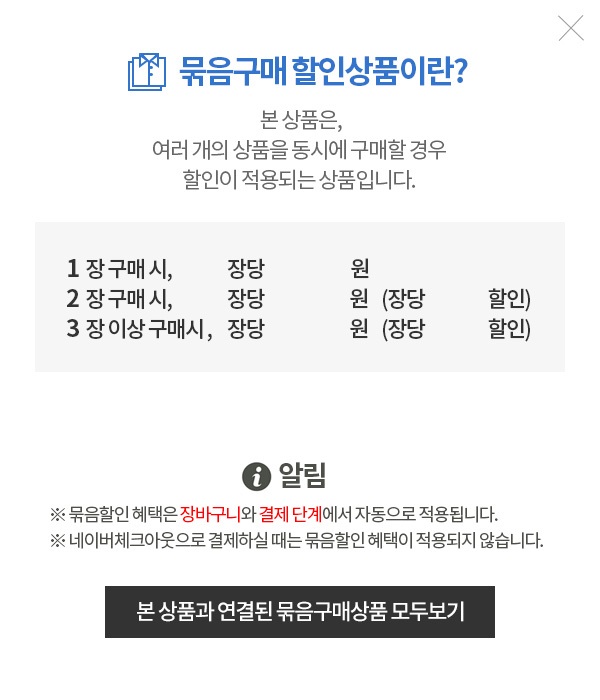 묶음구매 할인상품이란?
본 상품은,
여러 개의 상품을 동시에 구매할 경우
할인이 적용되는 상품입니다.
1 장 구매 시, 장당 원
2 장 구매 시, 장당 원 (장당 할인)
3 장 이상 구매시, 장당 원 (장당 할인)
알림
※ 묶음할인 혜택은 장바구니와 결제 단계에서 자동으로 적용됩니다.
※ 네이버체크아웃으로 결제하실 때는 묶음할인 혜택이 적용되지 않습니다.
본 상품과 연결된 묶음구매상품 모두보기